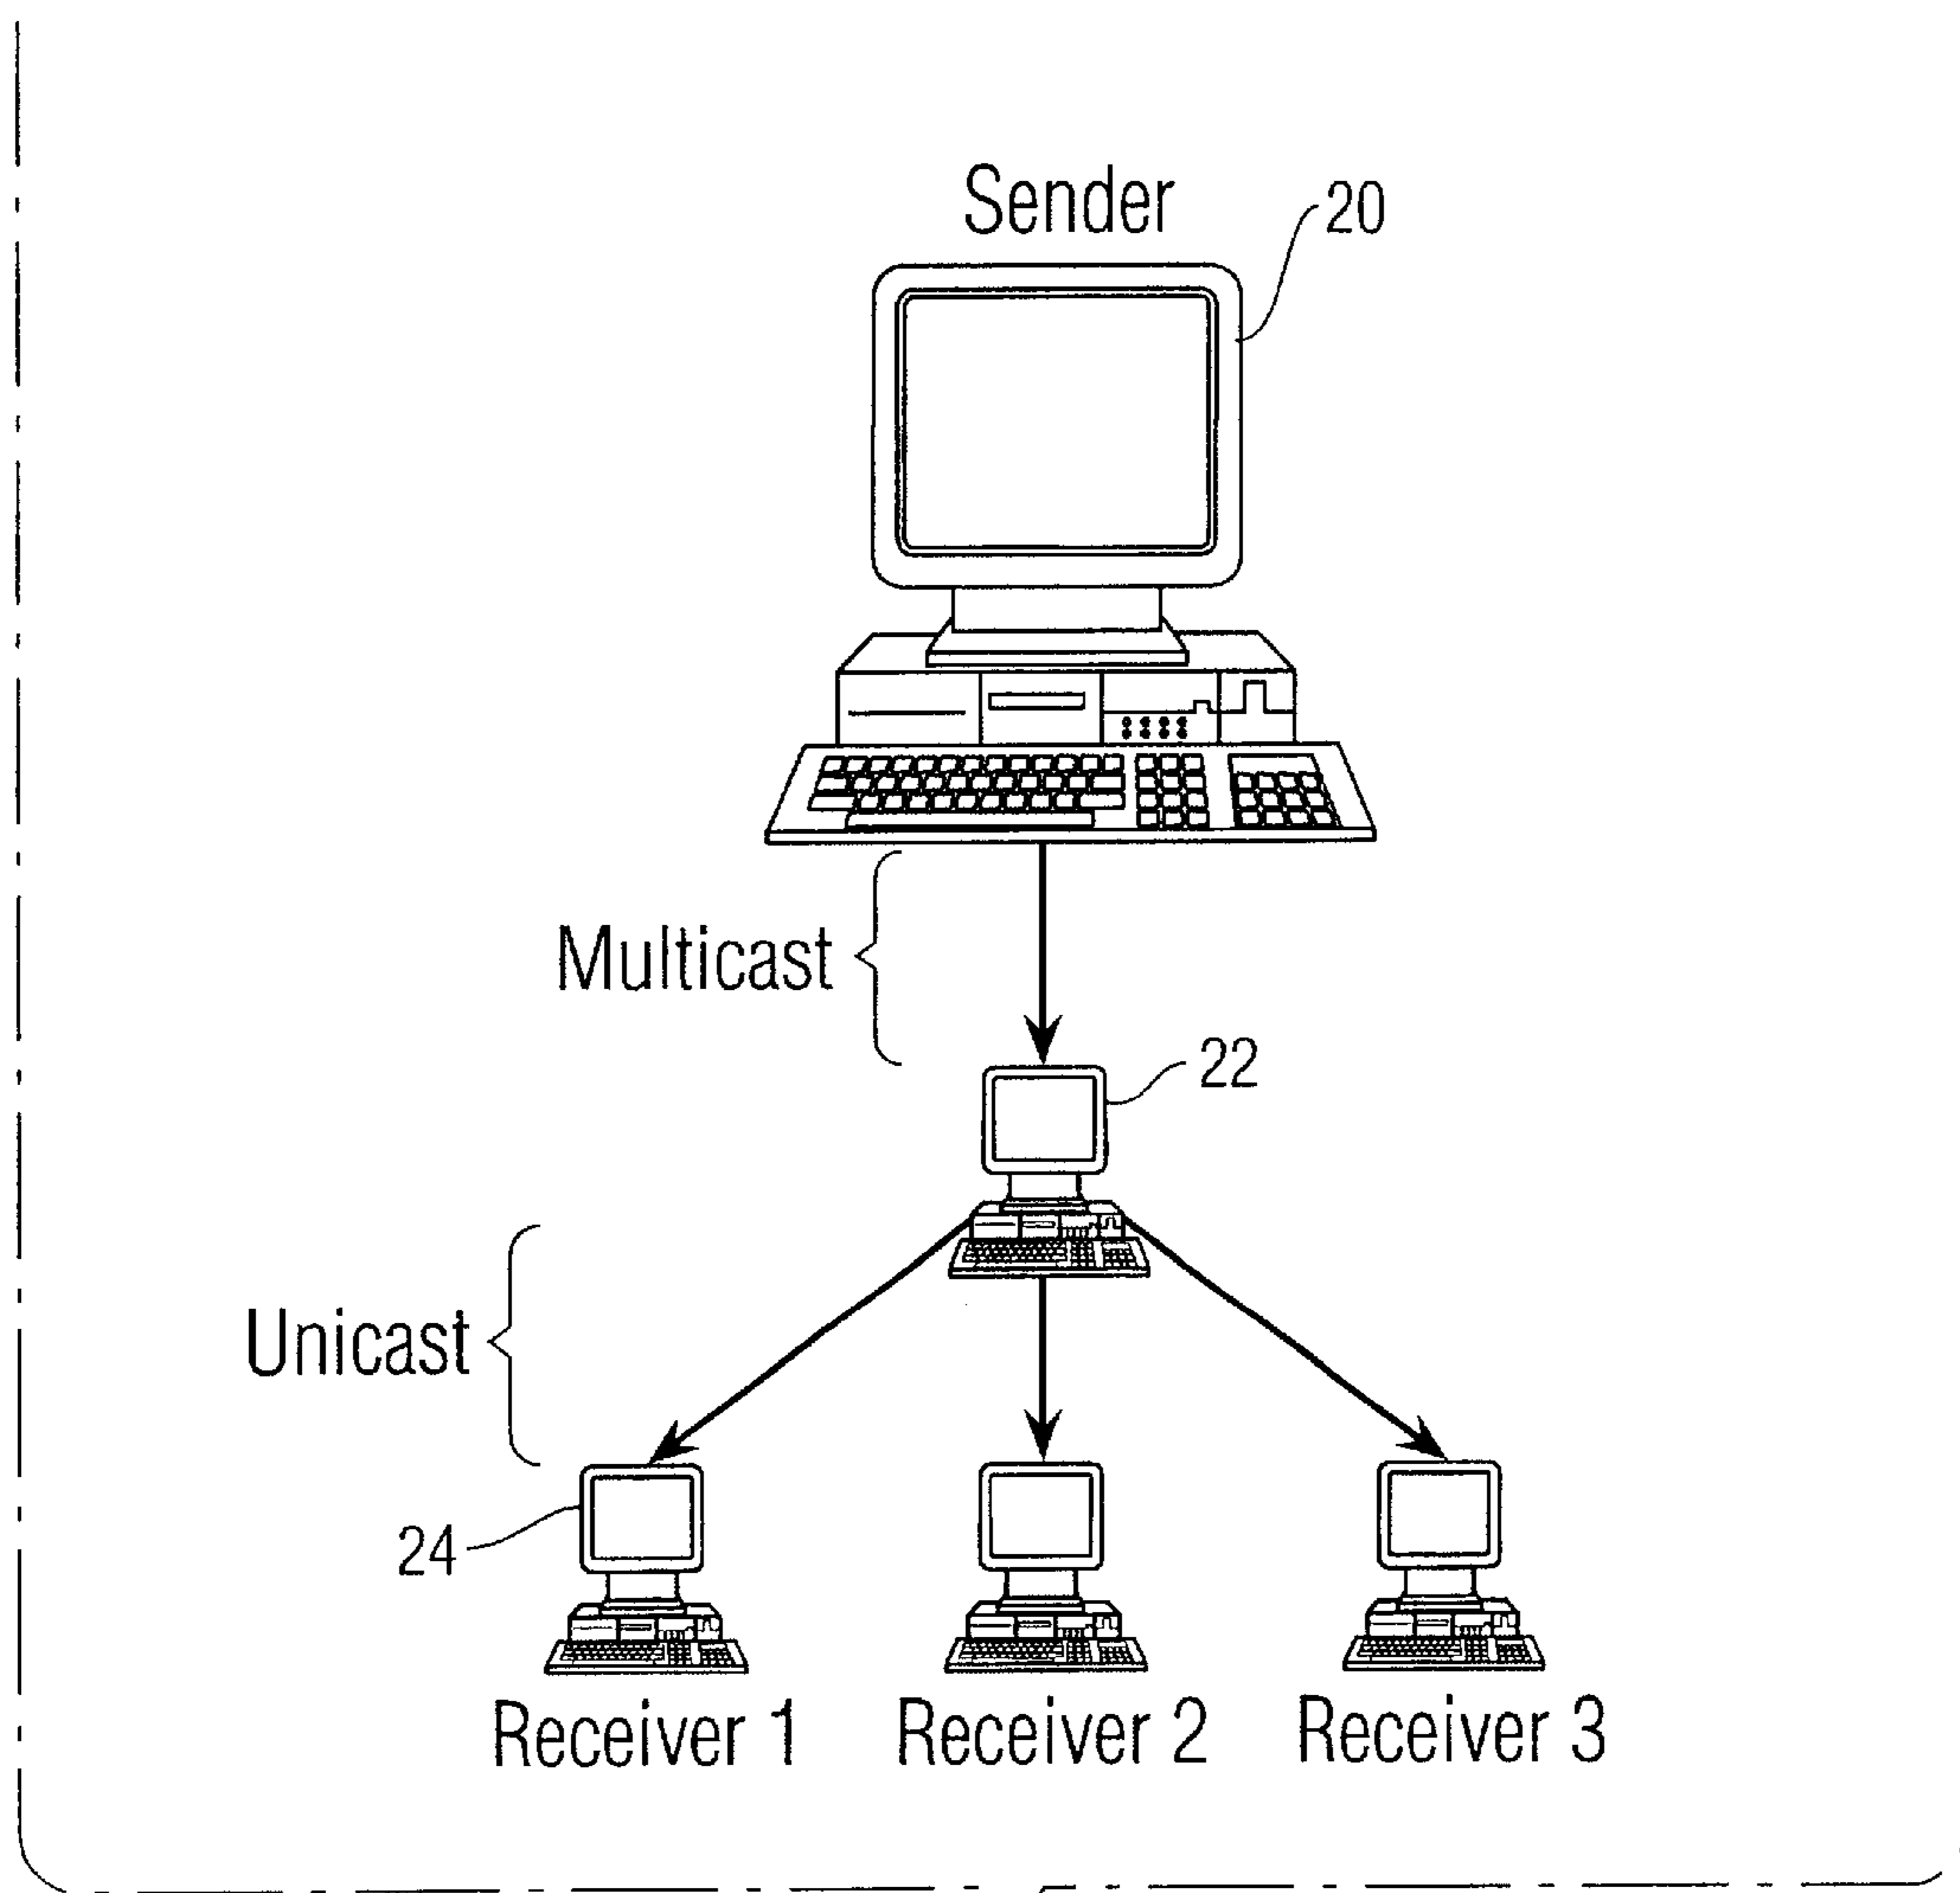 Sender
20
Multicast
22
Unicast
24
Receiver 1
Receiver 2
Receiver 3